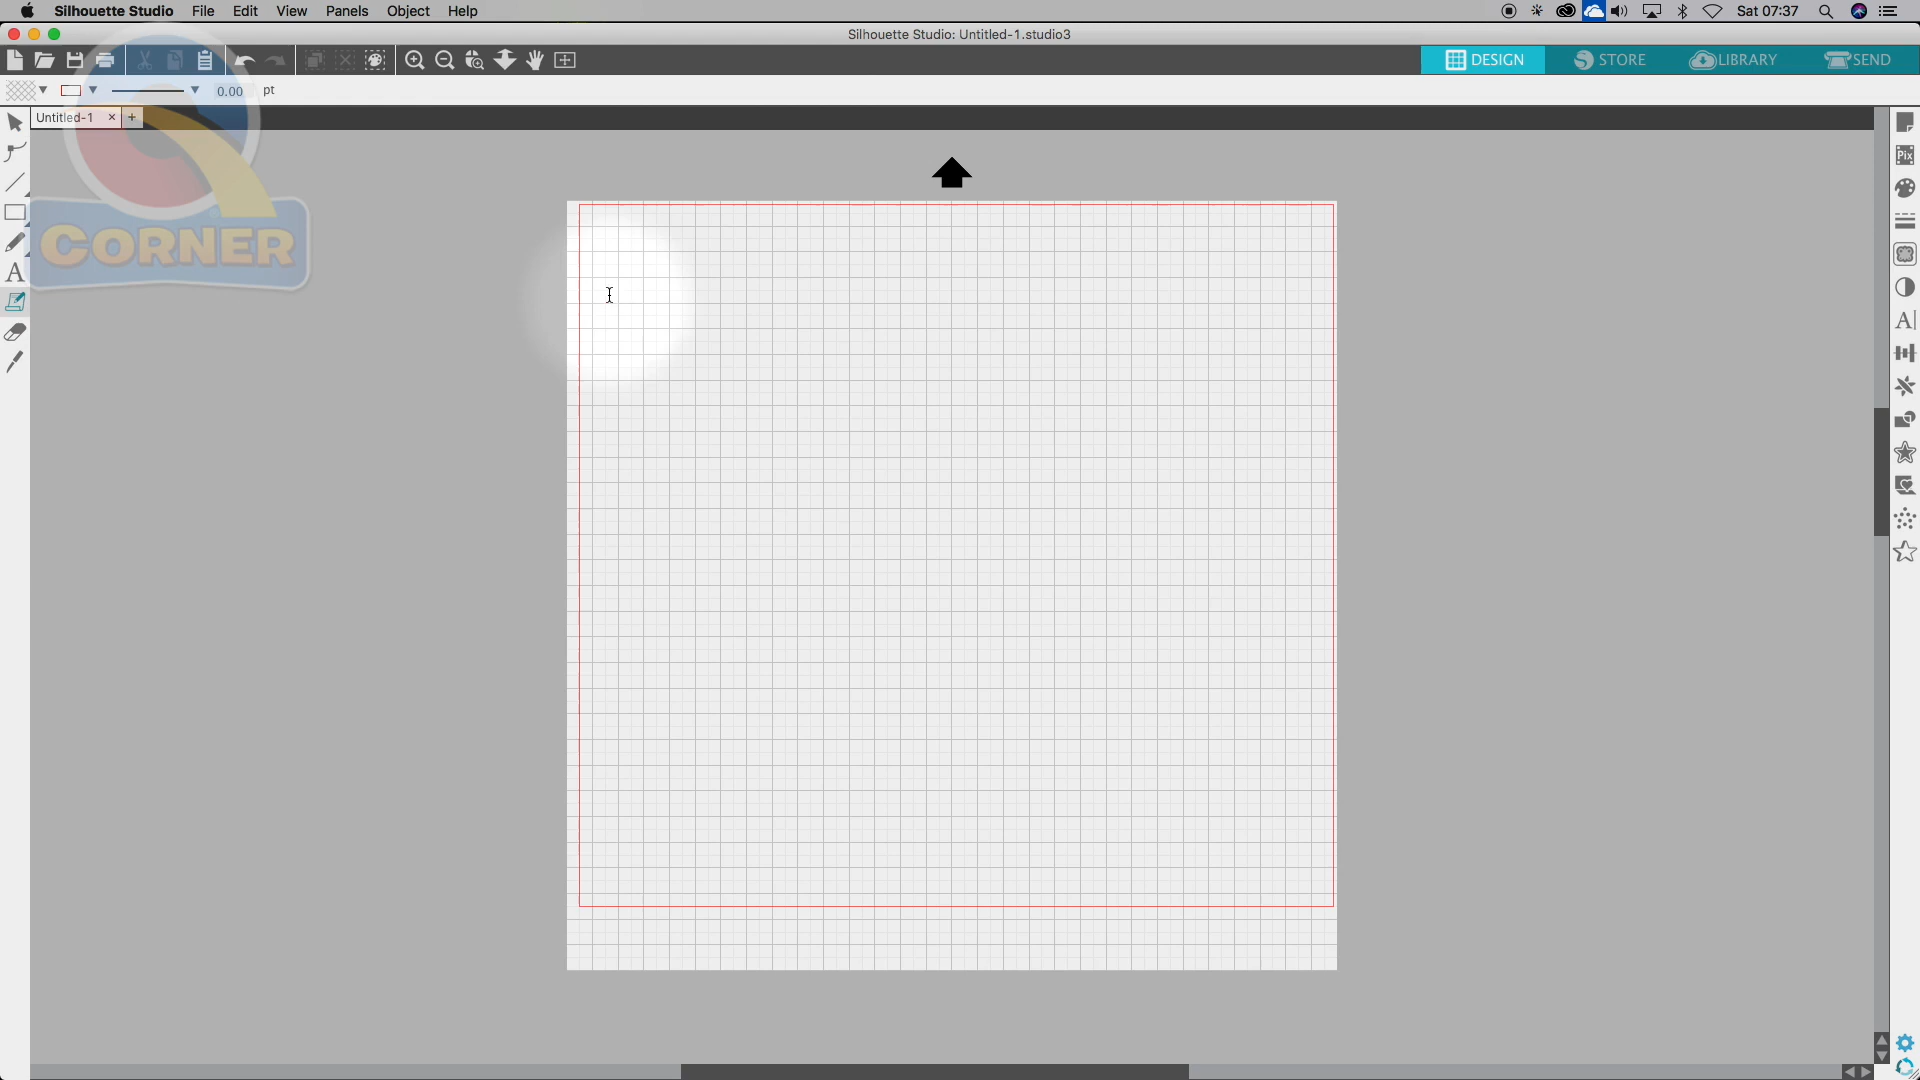 Silhouette Studio File Edit View Panels Object Help Sat 07:37
Silhouette Studio: Untitled-1.studio3
DESIGN STORE LIBRARY SEND
0.00 pt
Untitled-1 × +
CORNER
A
Pix
A